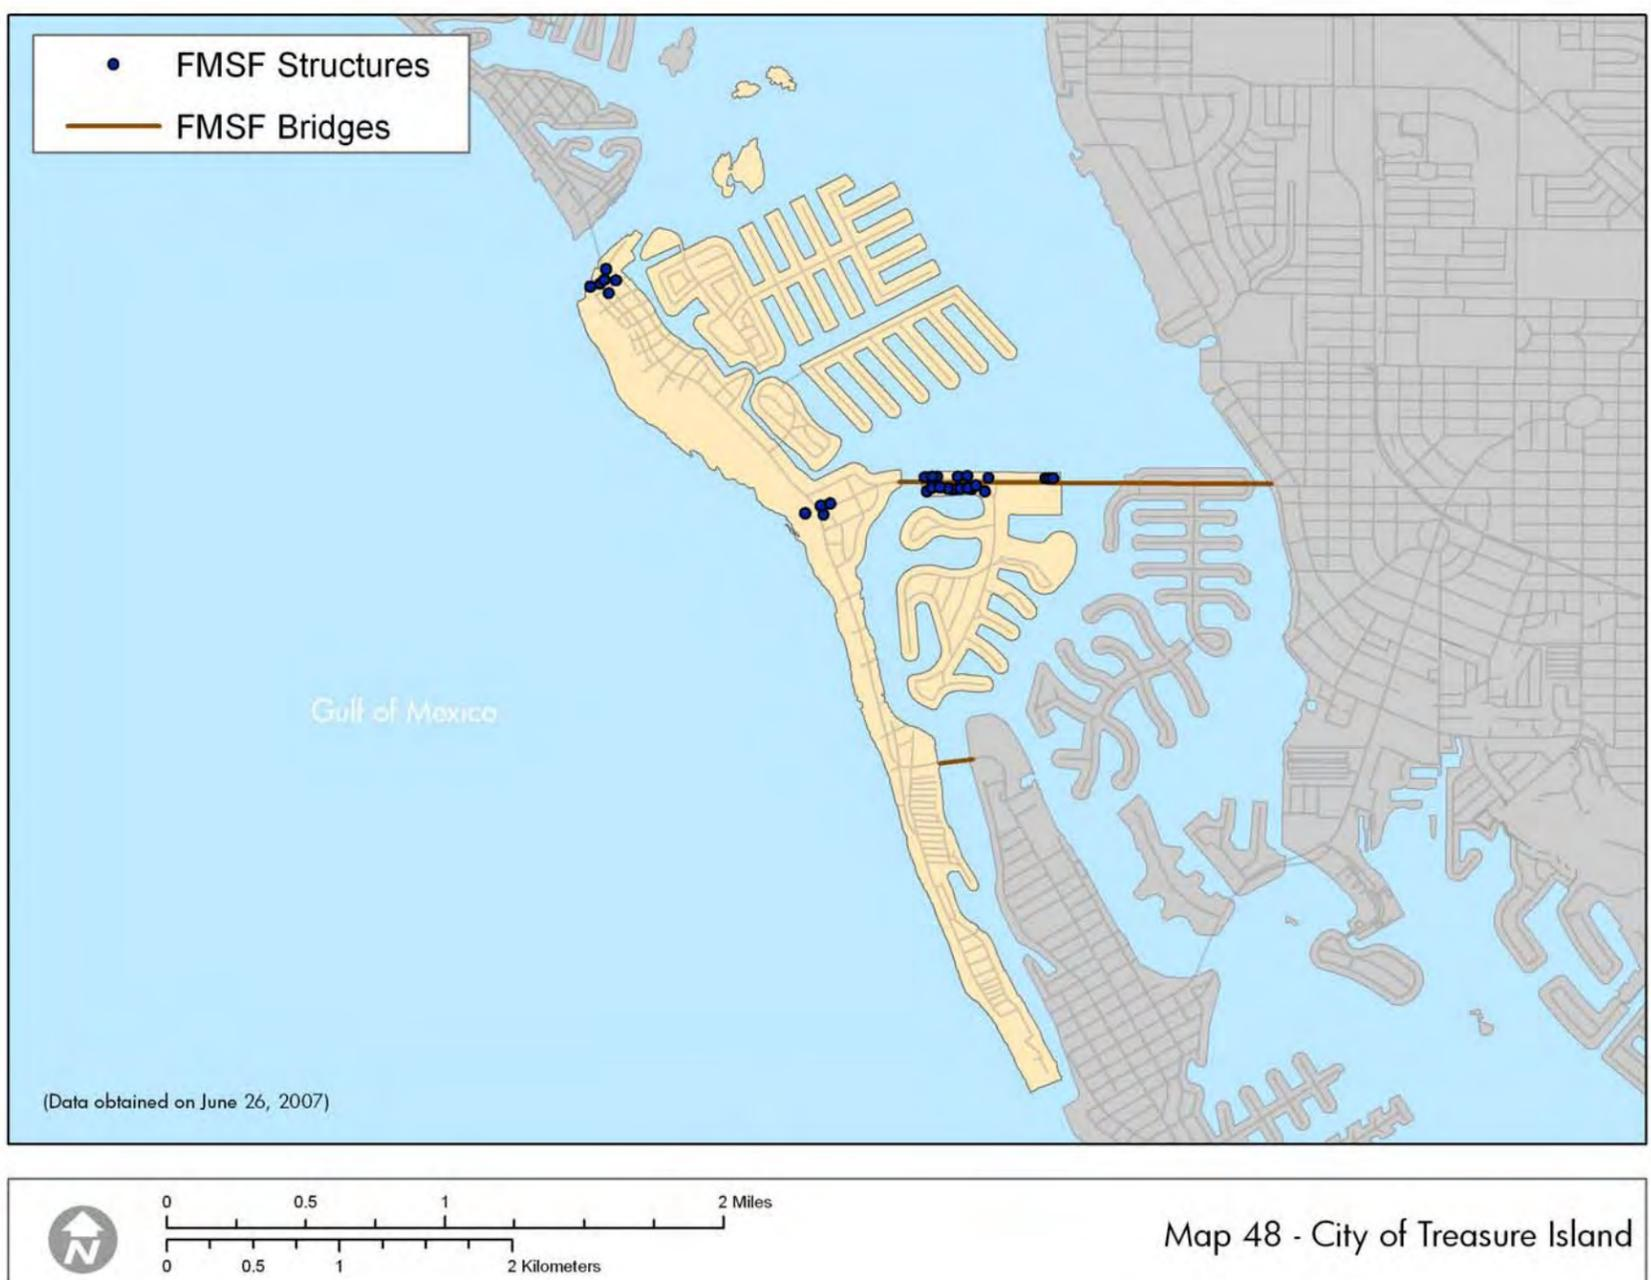 FMSF Structures
FMSF Bridges
Gulf of Mexico
(Data obtained on June 26, 2007)
N
0 0.5 1 2 Miles
0 0.5 1 2 Kilometers
Map 48 - City of Treasure Island